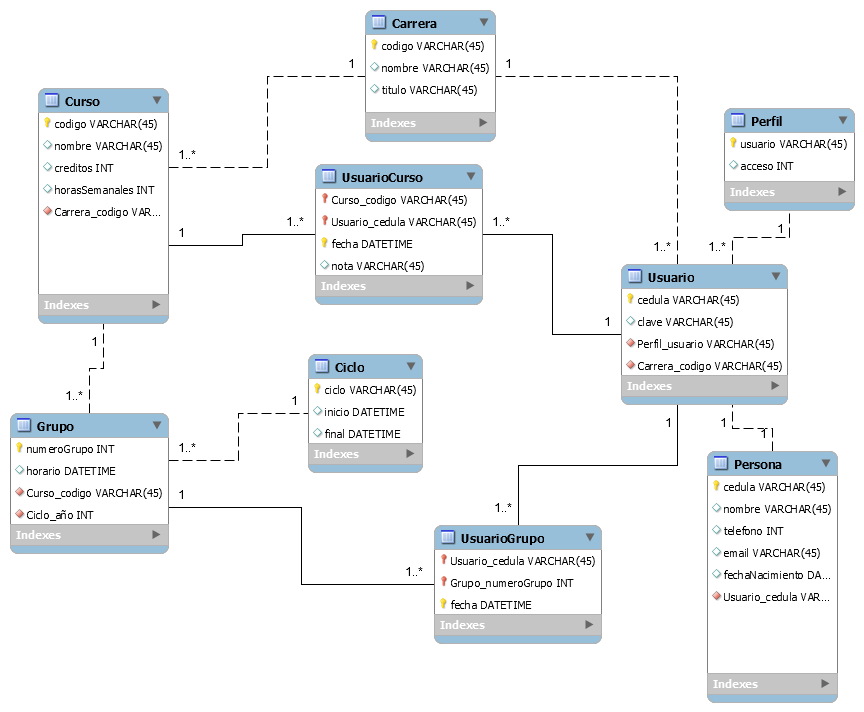 Carrera
codigo VARCHAR(45)
nombre VARCHAR(45)
titulo VARCHAR(45)
Indexes
1
1
Curso
codigo VARCHAR(45)
nombre VARCHAR(45)
creditos INT
horasSemanales INT
Carrera_codigo VAR...
Indexes
1..*
1
1
UsuarioCurso
Curso_codigo VARCHAR(45)
Usuario_cedula VARCHAR(45)
fecha DATETIME
nota VARCHAR(45)
Indexes
1..*
1..*
Perfil
usuario VARCHAR(45)
acceso INT
Indexes
1
1..*
1..*
Usuario
cedula VARCHAR(45)
clave VARCHAR(45)
Perfil_usuario VARCHAR(45)
Carrera_codigo VARCHAR(45)
Indexes
1
1
1
1
Ciclo
ciclo VARCHAR(45)
inicio DATETIME
final DATETIME
Indexes
1
1..*
Grupo
numeroGrupo INT
horario DATETIME
Curso_codigo VARCHAR(45)
Ciclo_año INT
Indexes
1..*
1
Persona
cedula VARCHAR(45)
nombre VARCHAR(45)
telefono INT
email VARCHAR(45)
fechaNacimiento DA...
Usuario_cedula VAR...
Indexes
1..*
1..*
UsuarioGrupo
Usuario_cedula VARCHAR(45)
Grupo_numeroGrupo INT
fecha DATETIME
Indexes